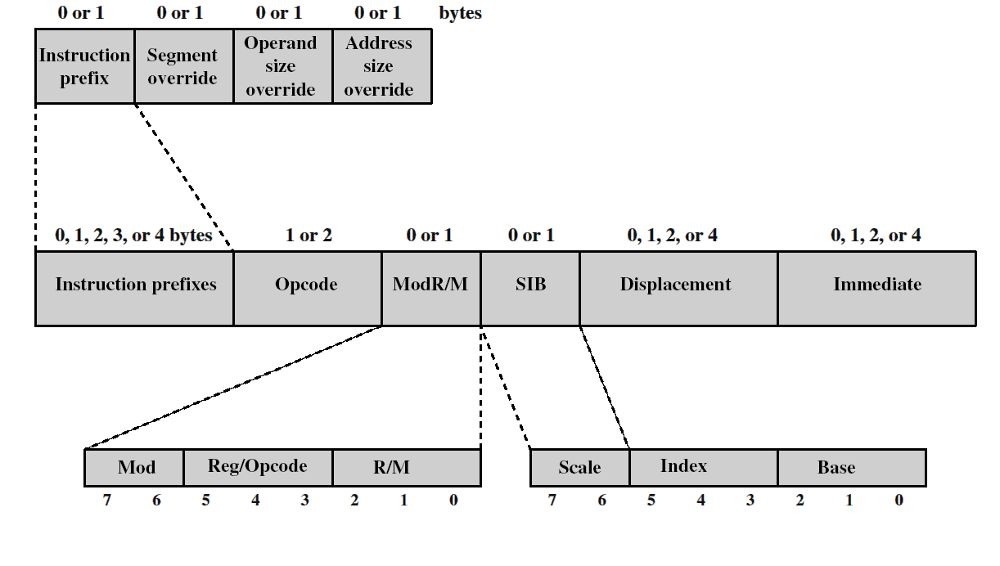 0 or 1 0 or 1 0 or 1 0 or 1 bytes
Instruction prefix
Segment override
Operand size override
Address size override
0, 1, 2, 3, or 4 bytes 1 or 2 0 or 1 0 or 1 0, 1, 2, or 4 0, 1, 2, or 4
Instruction prefixes Opcode ModR/M SIB Displacement Immediate
Mod Reg/Opcode R/M Scale Index Base
7 6 5 4 3 2 1 0 7 6 5 4 3 2 1 0